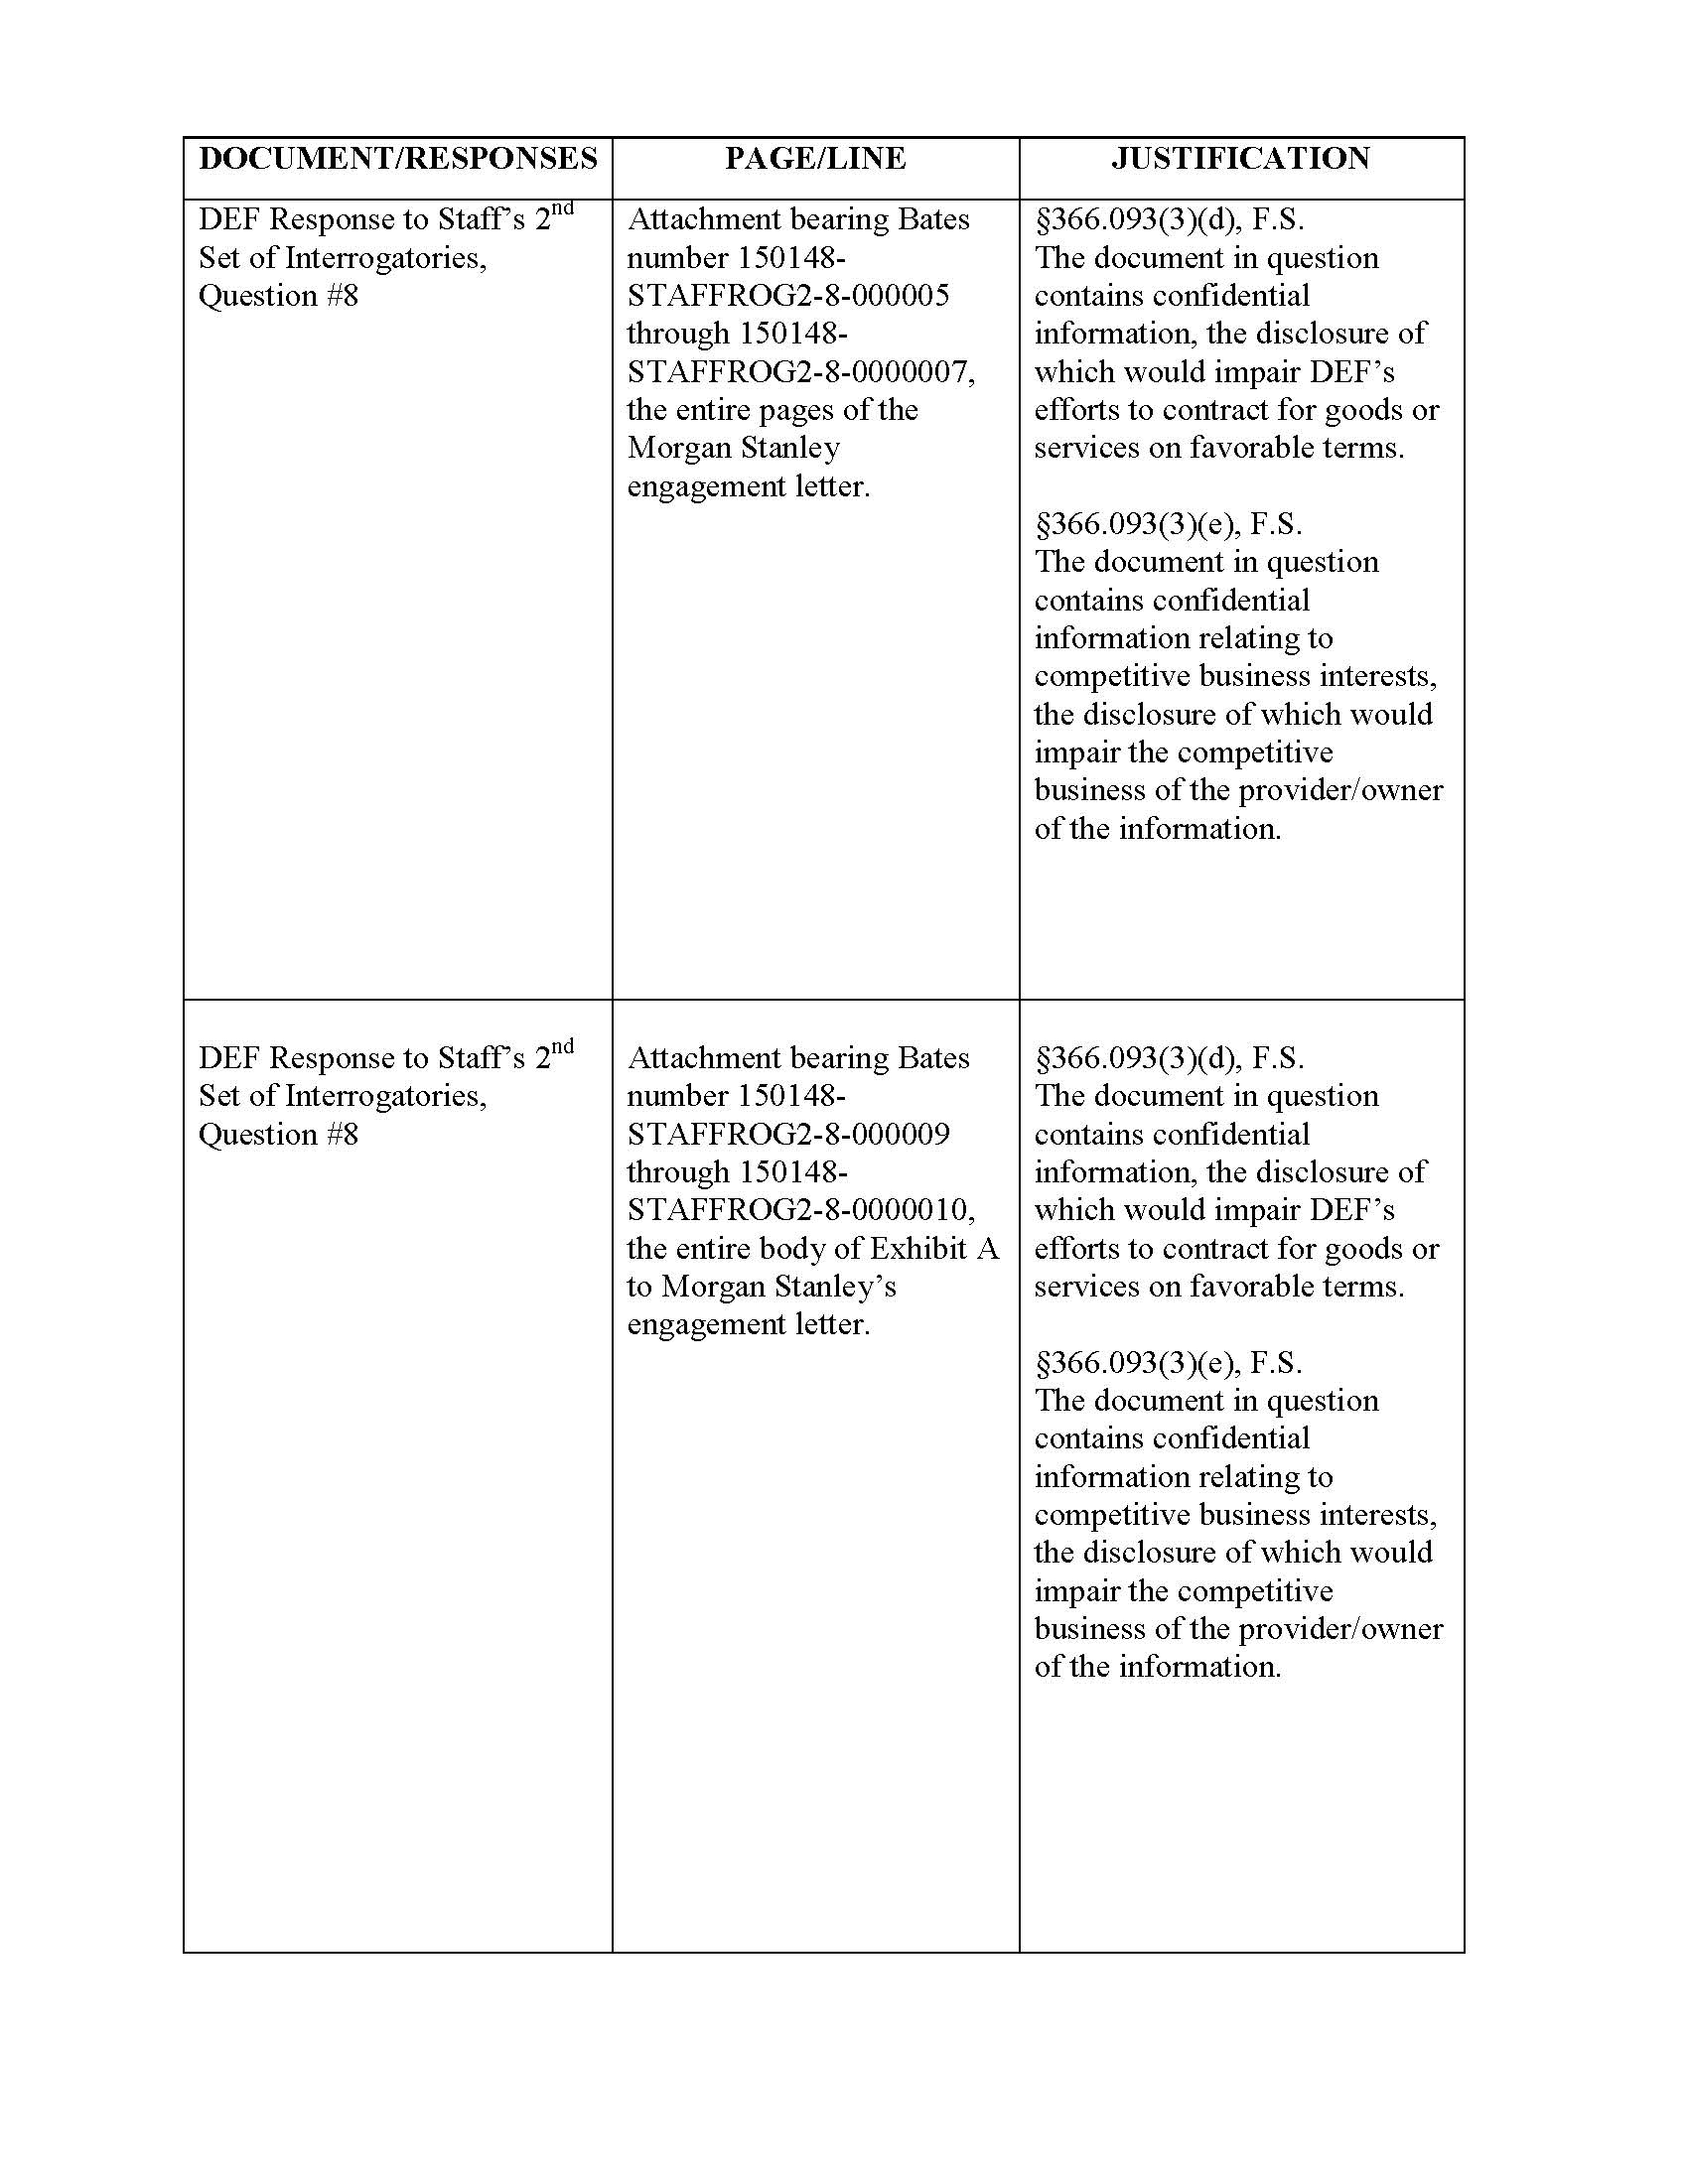 DOCUMENT/RESPONSES
PAGE/LINE
JUSTIFICATION
DEF Response to Staff’s 2nd
Set of Interrogatories,
Question #8
Attachment bearing Bates
number 150148-
STAFFROG2-8-000005
through 150148-
STAFFROG2-8-0000007,
the entire pages of the
Morgan Stanley
engagement letter.
§366.093(3)(d), F.S.
The document in question
contains confidential
information, the disclosure of
which would impair DEF’s
efforts to contract for goods or
services on favorable terms.
§366.093(3)(e), F.S.
The document in question
contains confidential
information relating to
competitive business interests,
the disclosure of which would
impair the competitive
business of the provider/owner
of the information.
DEF Response to Staff’s 2nd
Set of Interrogatories,
Question #8
Attachment bearing Bates
number 150148-
STAFFROG2-8-000009
through 150148-
STAFFROG2-8-0000010,
the entire body of Exhibit A
to Morgan Stanley’s
engagement letter.
§366.093(3)(d), F.S.
The document in question
contains confidential
information, the disclosure of
which would impair DEF’s
efforts to contract for goods or
services on favorable terms.
§366.093(3)(e), F.S.
The document in question
contains confidential
information relating to
competitive business interests,
the disclosure of which would
impair the competitive
business of the provider/owner
of the information.